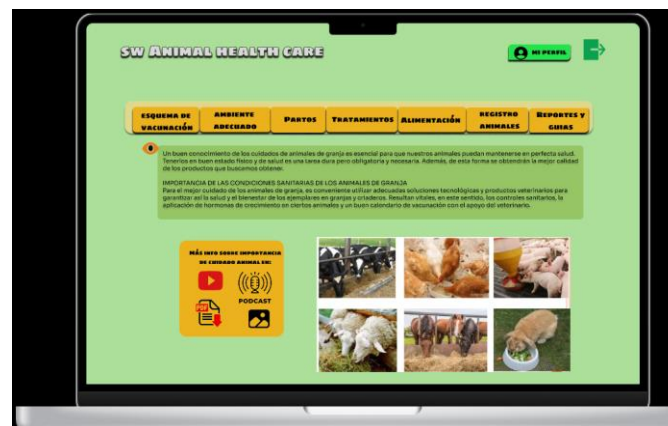 SW ANIMAL HEALTH CARE
MI PERFIL
ESQUEMA DE
VACUNACIÓN
AMBIENTE
ADECUADO
PARTOS
TRATAMIENTOS
ALIMENTACIÓN
REGISTRO
ANIMALES
REPORTES Y
GUIAS
Un buen conocimiento de los cuidados de animales de granja es esencial para que nuestros animales puedan mantenerse en perfecta salud.
Tenerlos en buen estado físico y de salud es una tarea dura pero obligatoria y necesaria. Además, de esta forma se obtendrán la mejor calidad
de los productos que buscamos obtener.
IMPORTANCIA DE LAS CONDICIONES SANITARIAS DE LOS ANIMALES DE GRANJA
Para el mejor cuidado de los animales de granja, es conveniente utilizar adecuadas soluciones tecnológicas y productos veterinarios para
garantizar así la salud y el bienestar de los ejemplares en granjas y criaderos. Resultan vitales, en este sentido, los controles sanitarios, la
aplicación de hormonas de crecimiento en ciertos animales y un buen calendario de vacunación con el apoyo del veterinario.
MÁS INFO SOBRE IMPORTANCIA
DE CUIDADO ANIMAL EN:
PODCAST
PDF